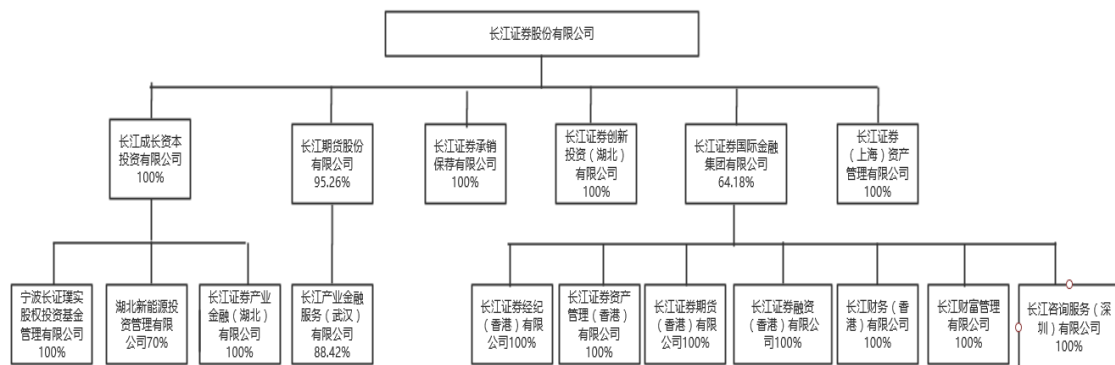 长江证券股份有限公司
长江成长资本
投资有限公司
100%
长江期货股份
有限公司
95.26%
长江证券承销
保荐有限公司
100%
长江证券创新
投资（湖北）
有限公司
100%
长江证券国际金融
集团有限公司
64.18%
长江证券
（上海）资产
管理有限公司
100%
宁波长证璞实
股权投资基金
管理有限公司
100%
湖北新能源投
资管理有限
公司70%
长江证券产业
金融（湖北）
有限公司
100%
长江产业金融
服务（武汉）
有限公司
88.42%
长江证券经纪
（香港）有限
公司100%
长江证券资产
管理（香港）
有限公司
100%
长江证券期货
（香港）有限
公司100%
长江证券融资
（香港）有限公
司100%
长江财务（香
港）有限公司
100%
长江财富管理
有限公司
100%
长江咨询服务（深
圳）有限公司
100%